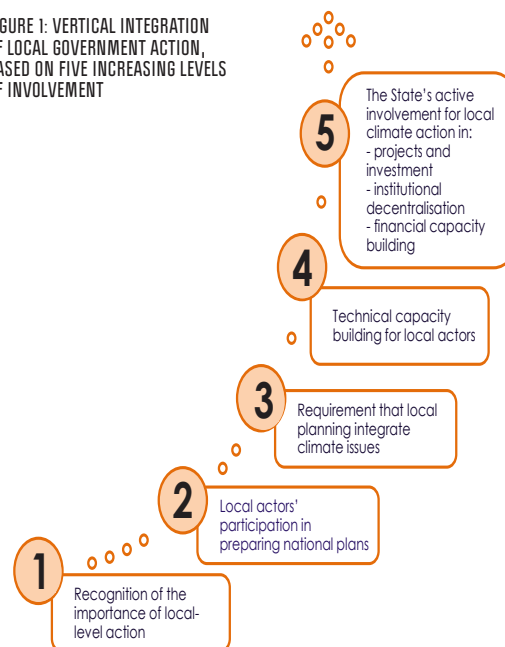 GURE 1: VERTICAL INTEGRATION
F LOCAL GOVERNMENT ACTION,
ASED ON FIVE INCREASING LEVELS
F INVOLVEMENT
5
The State's active
involvement for local
climate action in:
- projects and
investment
- institutional
decentralisation
- financial capacity
building
4
Technical capacity
building for local actors
3
Requirement that local
planning integrate
climate issues
2
Local actors'
participation in
preparing national plans
1
Recognition of the
importance of local-
level action